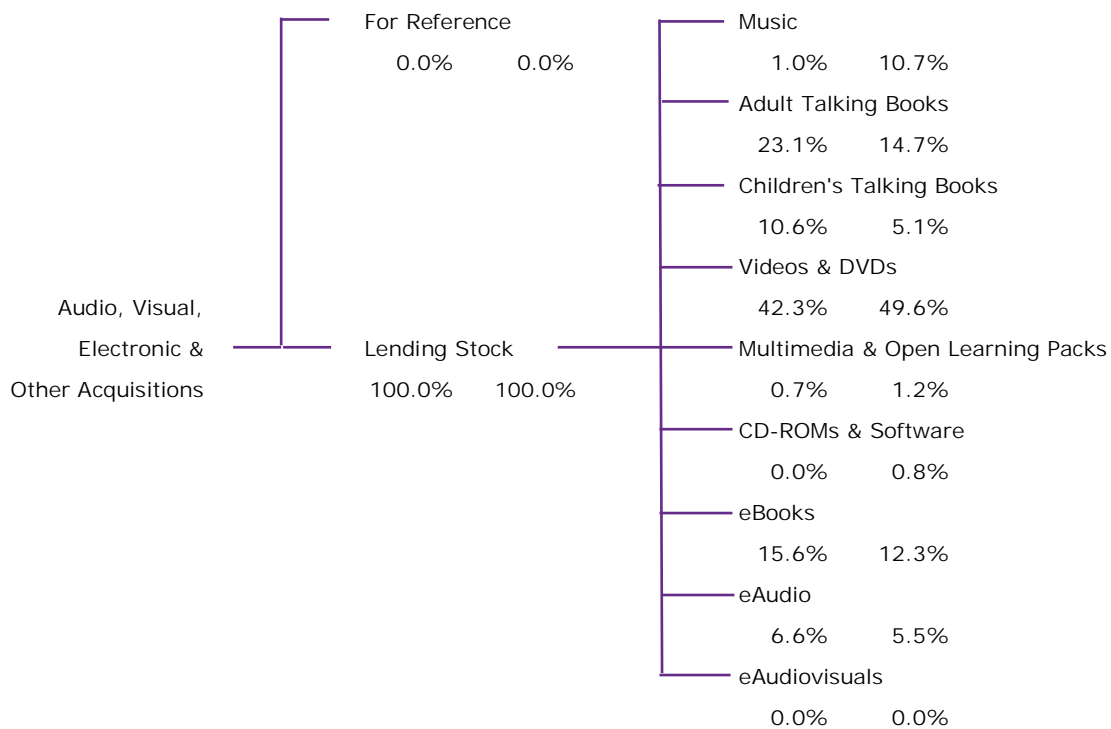 For Reference
0.0% 0.0%
Music
1.0% 10.7%
Adult Talking Books
23.1% 14.7%
Children's Talking Books
10.6% 5.1%
Videos & DVDs
42.3% 49.6%
Audio, Visual,
Electronic &
Other Acquisitions
Lending Stock
100.0% 100.0%
Multimedia & Open Learning Packs
0.7% 1.2%
CD-ROMs & Software
0.0% 0.8%
eBooks
15.6% 12.3%
eAudio
6.6% 5.5%
eAudiovisuals
0.0% 0.0%